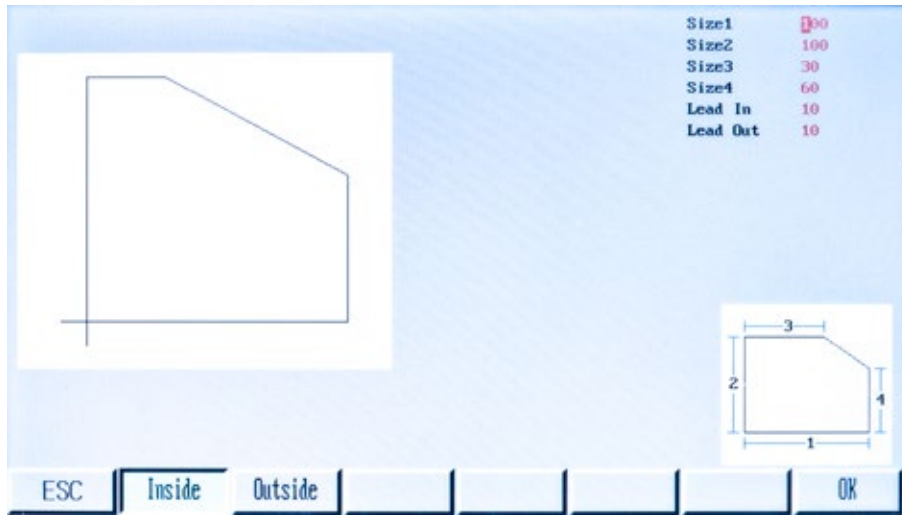 Size1 100
Size2 100
Size3 30
Size4 60
Lead In 10
Lead Out 10
3
2
4
1
ESC Inside Outside OK